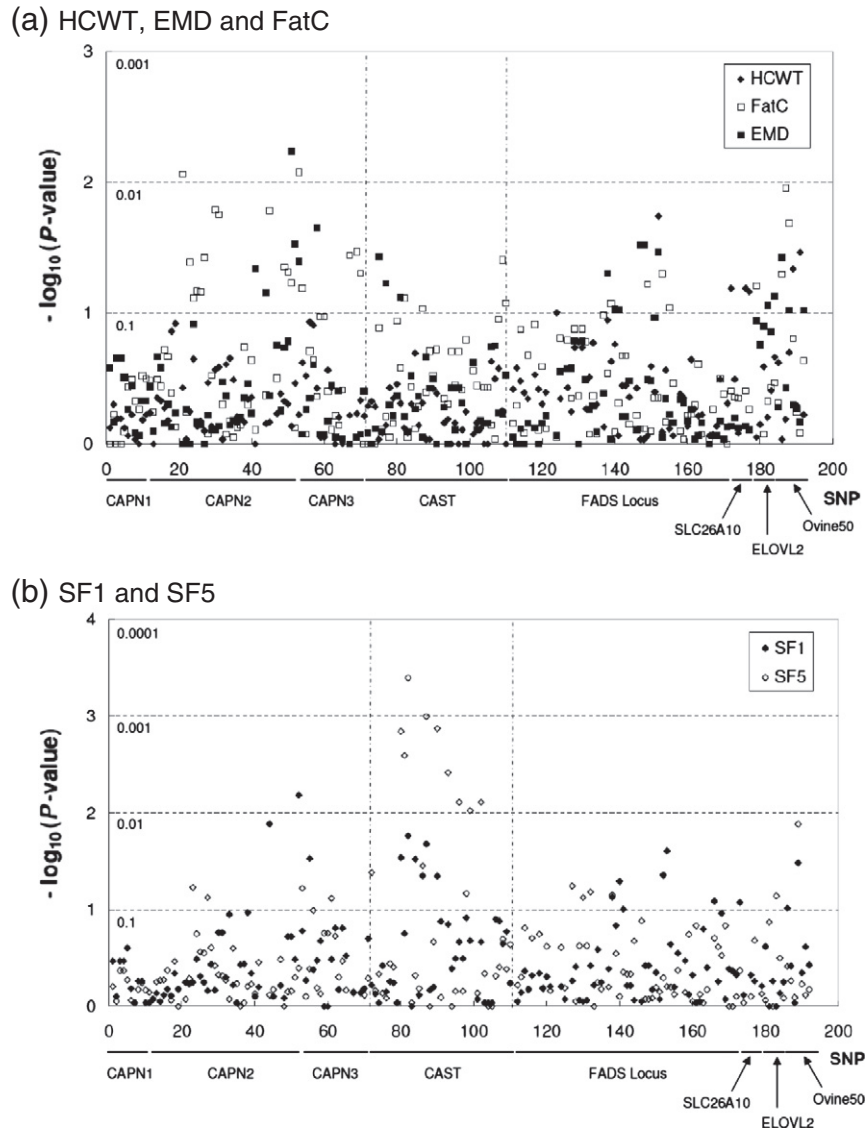 (a) HCWT, EMD and FatC
3
0.001
HCWT
FatC
EMD
2
0.01
- log10 (P-value)
1
0.1
0
0 20 40 60 80 100 120 140 160 180 200
CAPN1 CAPN2 CAPN3 CAST FADS Locus SNP
SLC26A10 Ovine50
ELOVL2
(b) SF1 and SF5
4
0.0001
SF1
SF5
3
0.001
- log10 (P-value)
2
0.01
1
0.1
0
0 20 40 60 80 100 120 140 160 180 200
CAPN1 CAPN2 CAPN3 CAST FADS Locus SNP
SLC26A10 Ovine50
ELOVL2